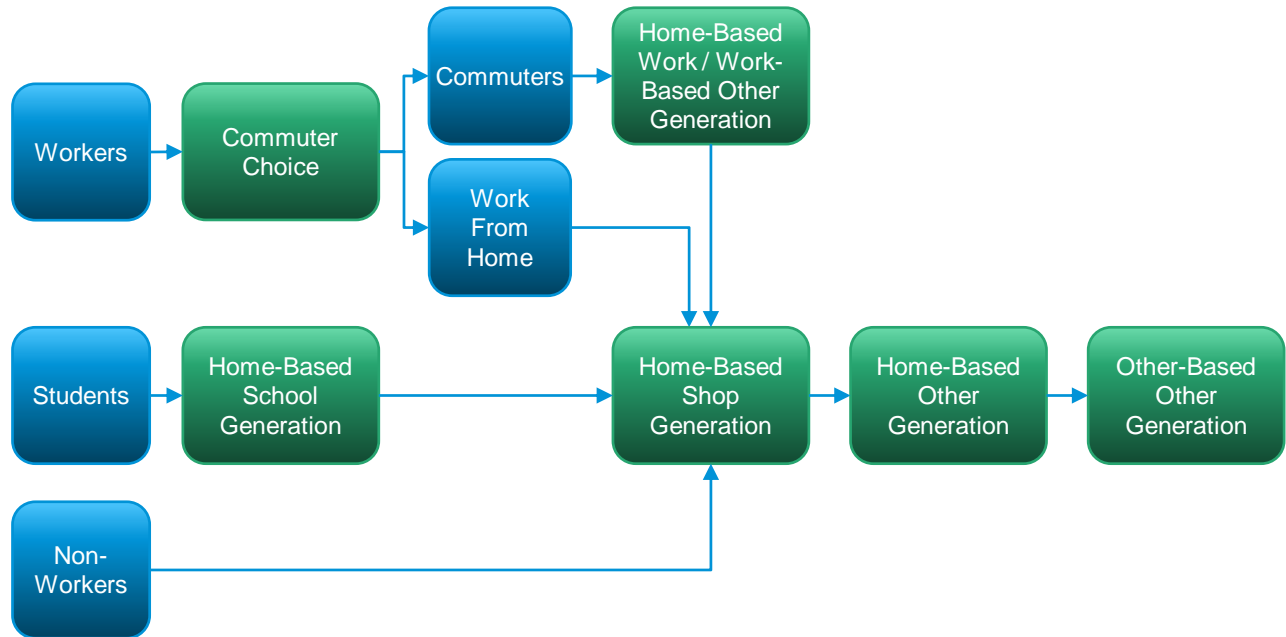 Workers
Commuter
Choice
Commuters
Home-Based
Work / Work-
Based Other
Generation
Work
From
Home
Students
Home-Based
School
Generation
Home-Based
Shop
Generation
Home-Based
Other
Generation
Other-Based
Other
Generation
Non-
Workers